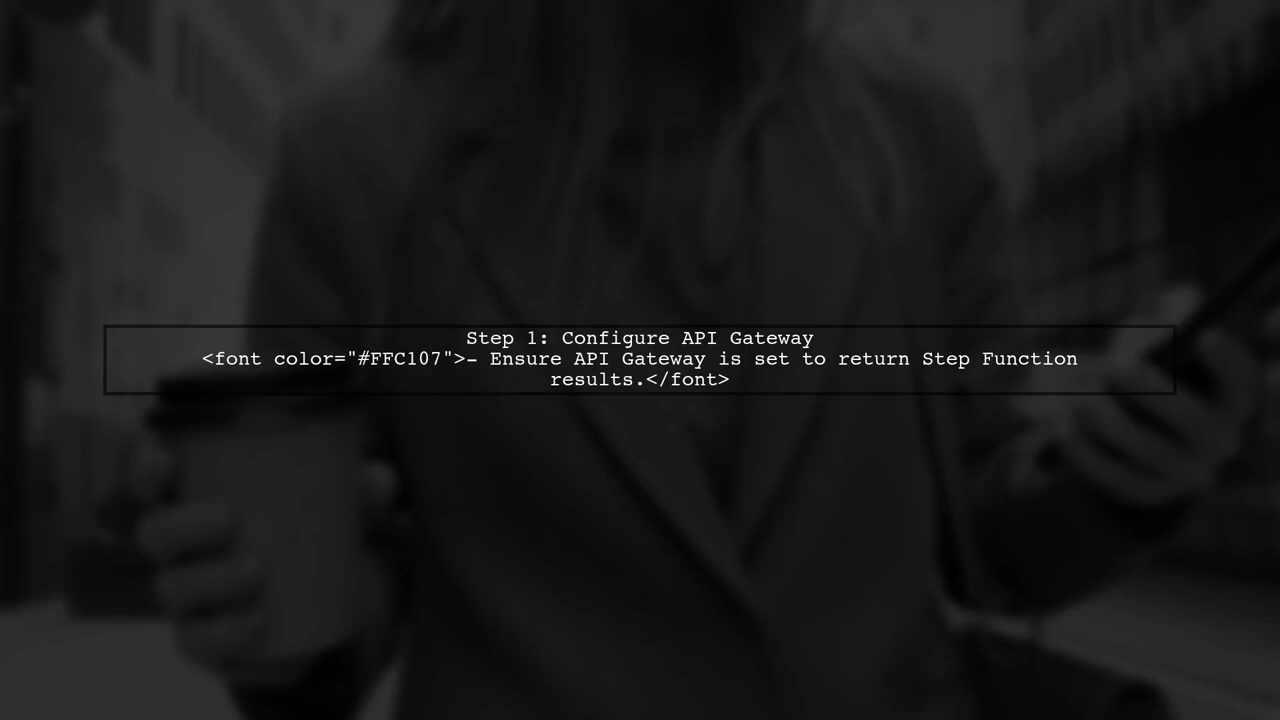 Step 1: Configure API Gateway
<font color="#FFC107">– Ensure API Gateway is set to return Step Function
results.</font>